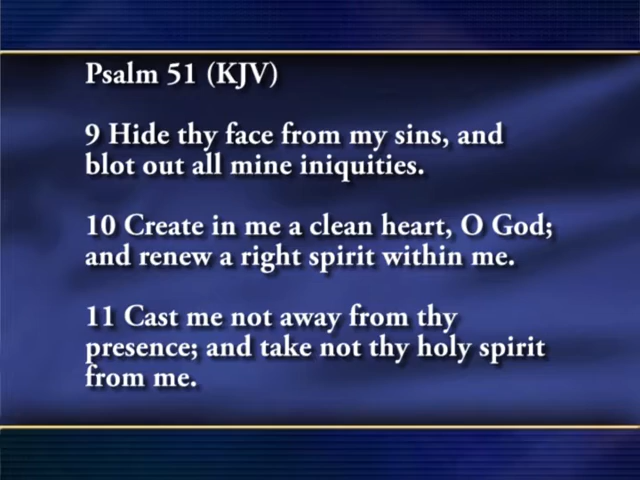 Psalm 51 (KJV)
9 Hide thy face from my sins, and
blot out all mine iniquities.
10 Create in me a clean heart, O God;
and renew a right spirit within me.
11 Cast me not away from thy
presence; and take not thy holy spirit
from me.